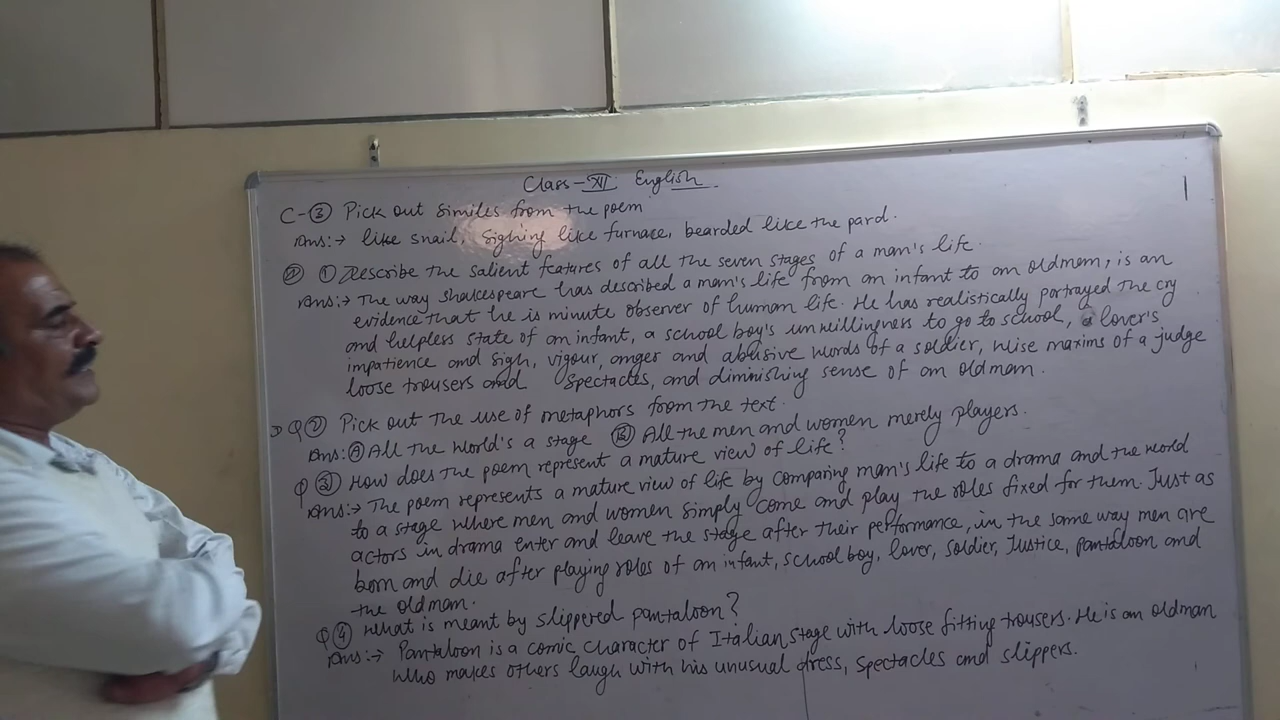 Class - XII English
C-③ Pick out similes from the poem
Ans:→ like snail, Sighing like furnace, bearded like the pard.
② ① Describe the salient features of all the seven stages of a man's life.
Ans:→ The way Shakespeare has described a man's life from an infant to an oldman, is an
evidence that he is minute observer of human life. He has realistically portrayed the cry
and helpless state of an infant, a school boy's unwillingness to go to school, a lover's
impatience and sigh, vigour, anger and abusive words of a soldier, wise maxims of a judge
loose trousers and spectacles, and diminishing sense of an oldman.
Q② Pick out the use of metaphors from the text.
Ans: Ⓐ All the world's a stage Ⓑ All the men and women merely players.
Q ③ How does the poem represent a mature view of life?
Ans:→ The poem represents a mature view of life by comparing man's life to a drama and the world
to a stage where men and women simply come and play the roles fixed for them. Just as
actors in drama enter and leave the stage after their performance, in the same way men are
born and die after playing roles of an infant, school boy, lover, soldier, Justice, pantaloon and
the oldman.
Q④ What is meant by slippered pantaloon?
Ans:→ Pantaloon is a comic character of Italian stage with loose fitting trousers. He is an oldman
who makes others laugh with his unusual dress, spectacles and slippers.